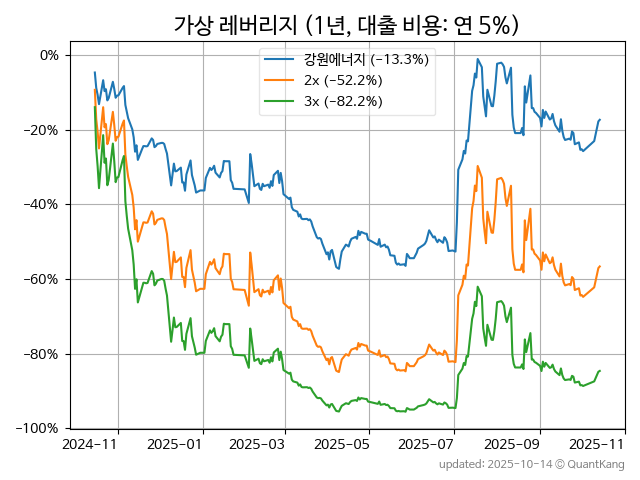 가상 레버리지 (1년, 대출 비용: 연 5%)
강원에너지 (−13.3%)
2x (−52.2%)
3x (−82.2%)
0%
−20%
−40%
−60%
−80%
−100%
2024−11 2025−01 2025−03 2025−05 2025−07 2025−09 2025−11
updated: 2025-10-14 © QuantKang